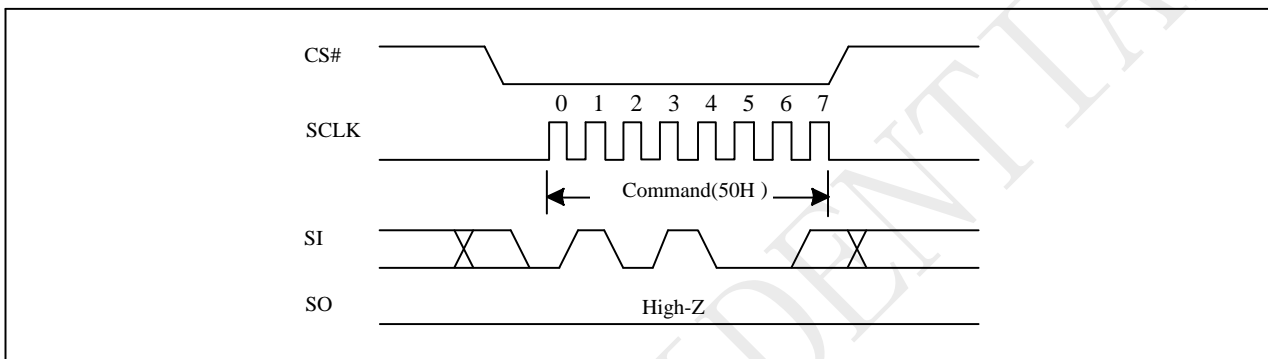 CS#
0 1 2 3 4 5 6 7
SCLK
Command(50H )
SI
High-Z
SO